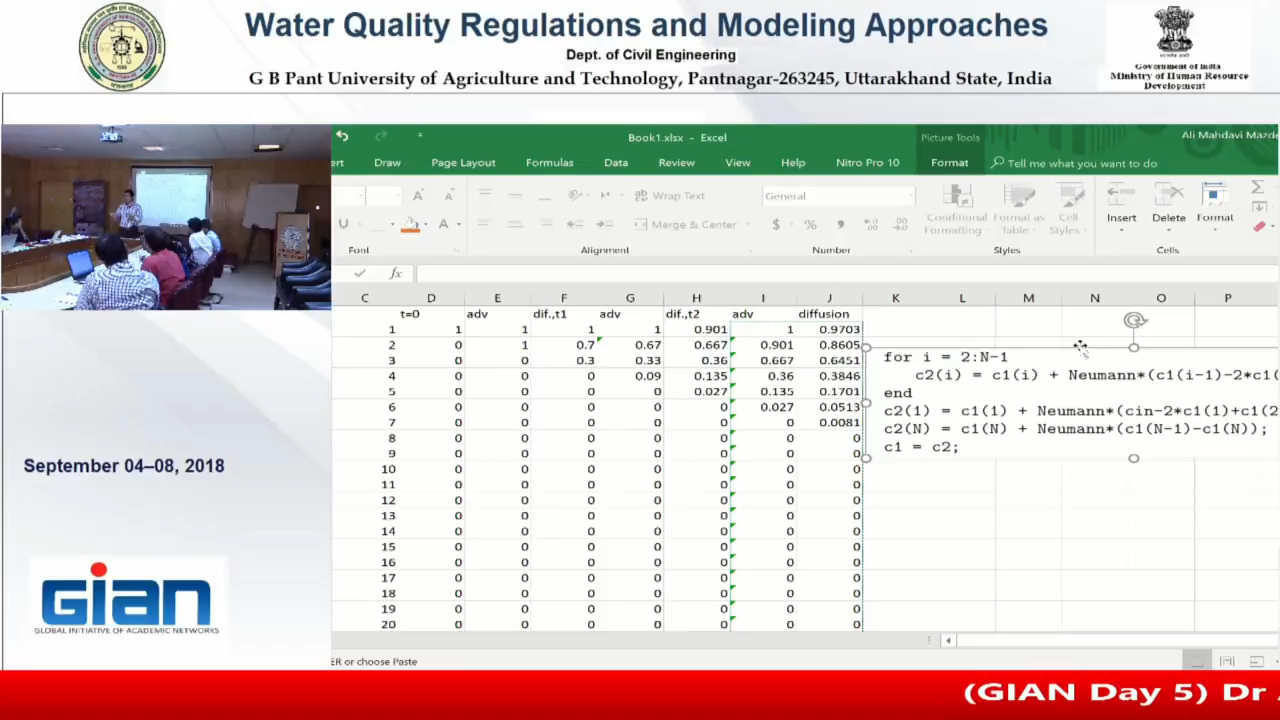 Water Quality Regulations and Modeling Approaches
Dept. of Civil Engineering
G B Pant University of Agriculture and Technology, Pantnagar-263245, Uttarakhand State, India
Government of India
Ministry of Human Resource
Development
Book1.xlsx - Excel
Picture Tools
Ali Mahdavi Mazde
ert Draw Page Layout Formulas Data Review View Help Nitro Pro 10 Format Tell me what you want to do
Wrap Text
General
Merge & Center
Conditional Formatting
Format as Table
Cell Styles
Insert Delete Format
Font Alignment Number Styles Cells
fx
C D E F G H I J K L M N O P
t=0 adv dif.,t1 adv dif.,t2 adv diffusion
1 1 1 1 1 0.901 1 0.9703
2 0 1 0.7 0.67 0.667 0.901 0.8605
3 0 0 0.3 0.33 0.36 0.667 0.6451
4 0 0 0 0.09 0.135 0.36 0.3846
5 0 0 0 0 0.027 0.135 0.1701
6 0 0 0 0 0 0.027 0.0513
7 0 0 0 0 0 0 0.0081
8 0 0 0 0 0 0 0
9 0 0 0 0 0 0 0
10 0 0 0 0 0 0 0
11 0 0 0 0 0 0 0
12 0 0 0 0 0 0 0
13 0 0 0 0 0 0 0
14 0 0 0 0 0 0 0
15 0 0 0 0 0 0 0
16 0 0 0 0 0 0 0
17 0 0 0 0 0 0 0
18 0 0 0 0 0 0 0
19 0 0 0 0 0 0 0
20 0 0 0 0 0 0 0
for i = 2:N-1
c2(i) = c1(i) + Neumann*(c1(i-1)-2*c1(
end
c2(1) = c1(1) + Neumann*(cin-2*c1(1)+c1(2
c2(N) = c1(N) + Neumann*(c1(N-1)-c1(N));
c1 = c2;
ER or choose Paste
September 04–08, 2018
GIAN
GLOBAL INITIATIVE OF ACADEMIC NETWORKS
(GIAN Day 5) Dr